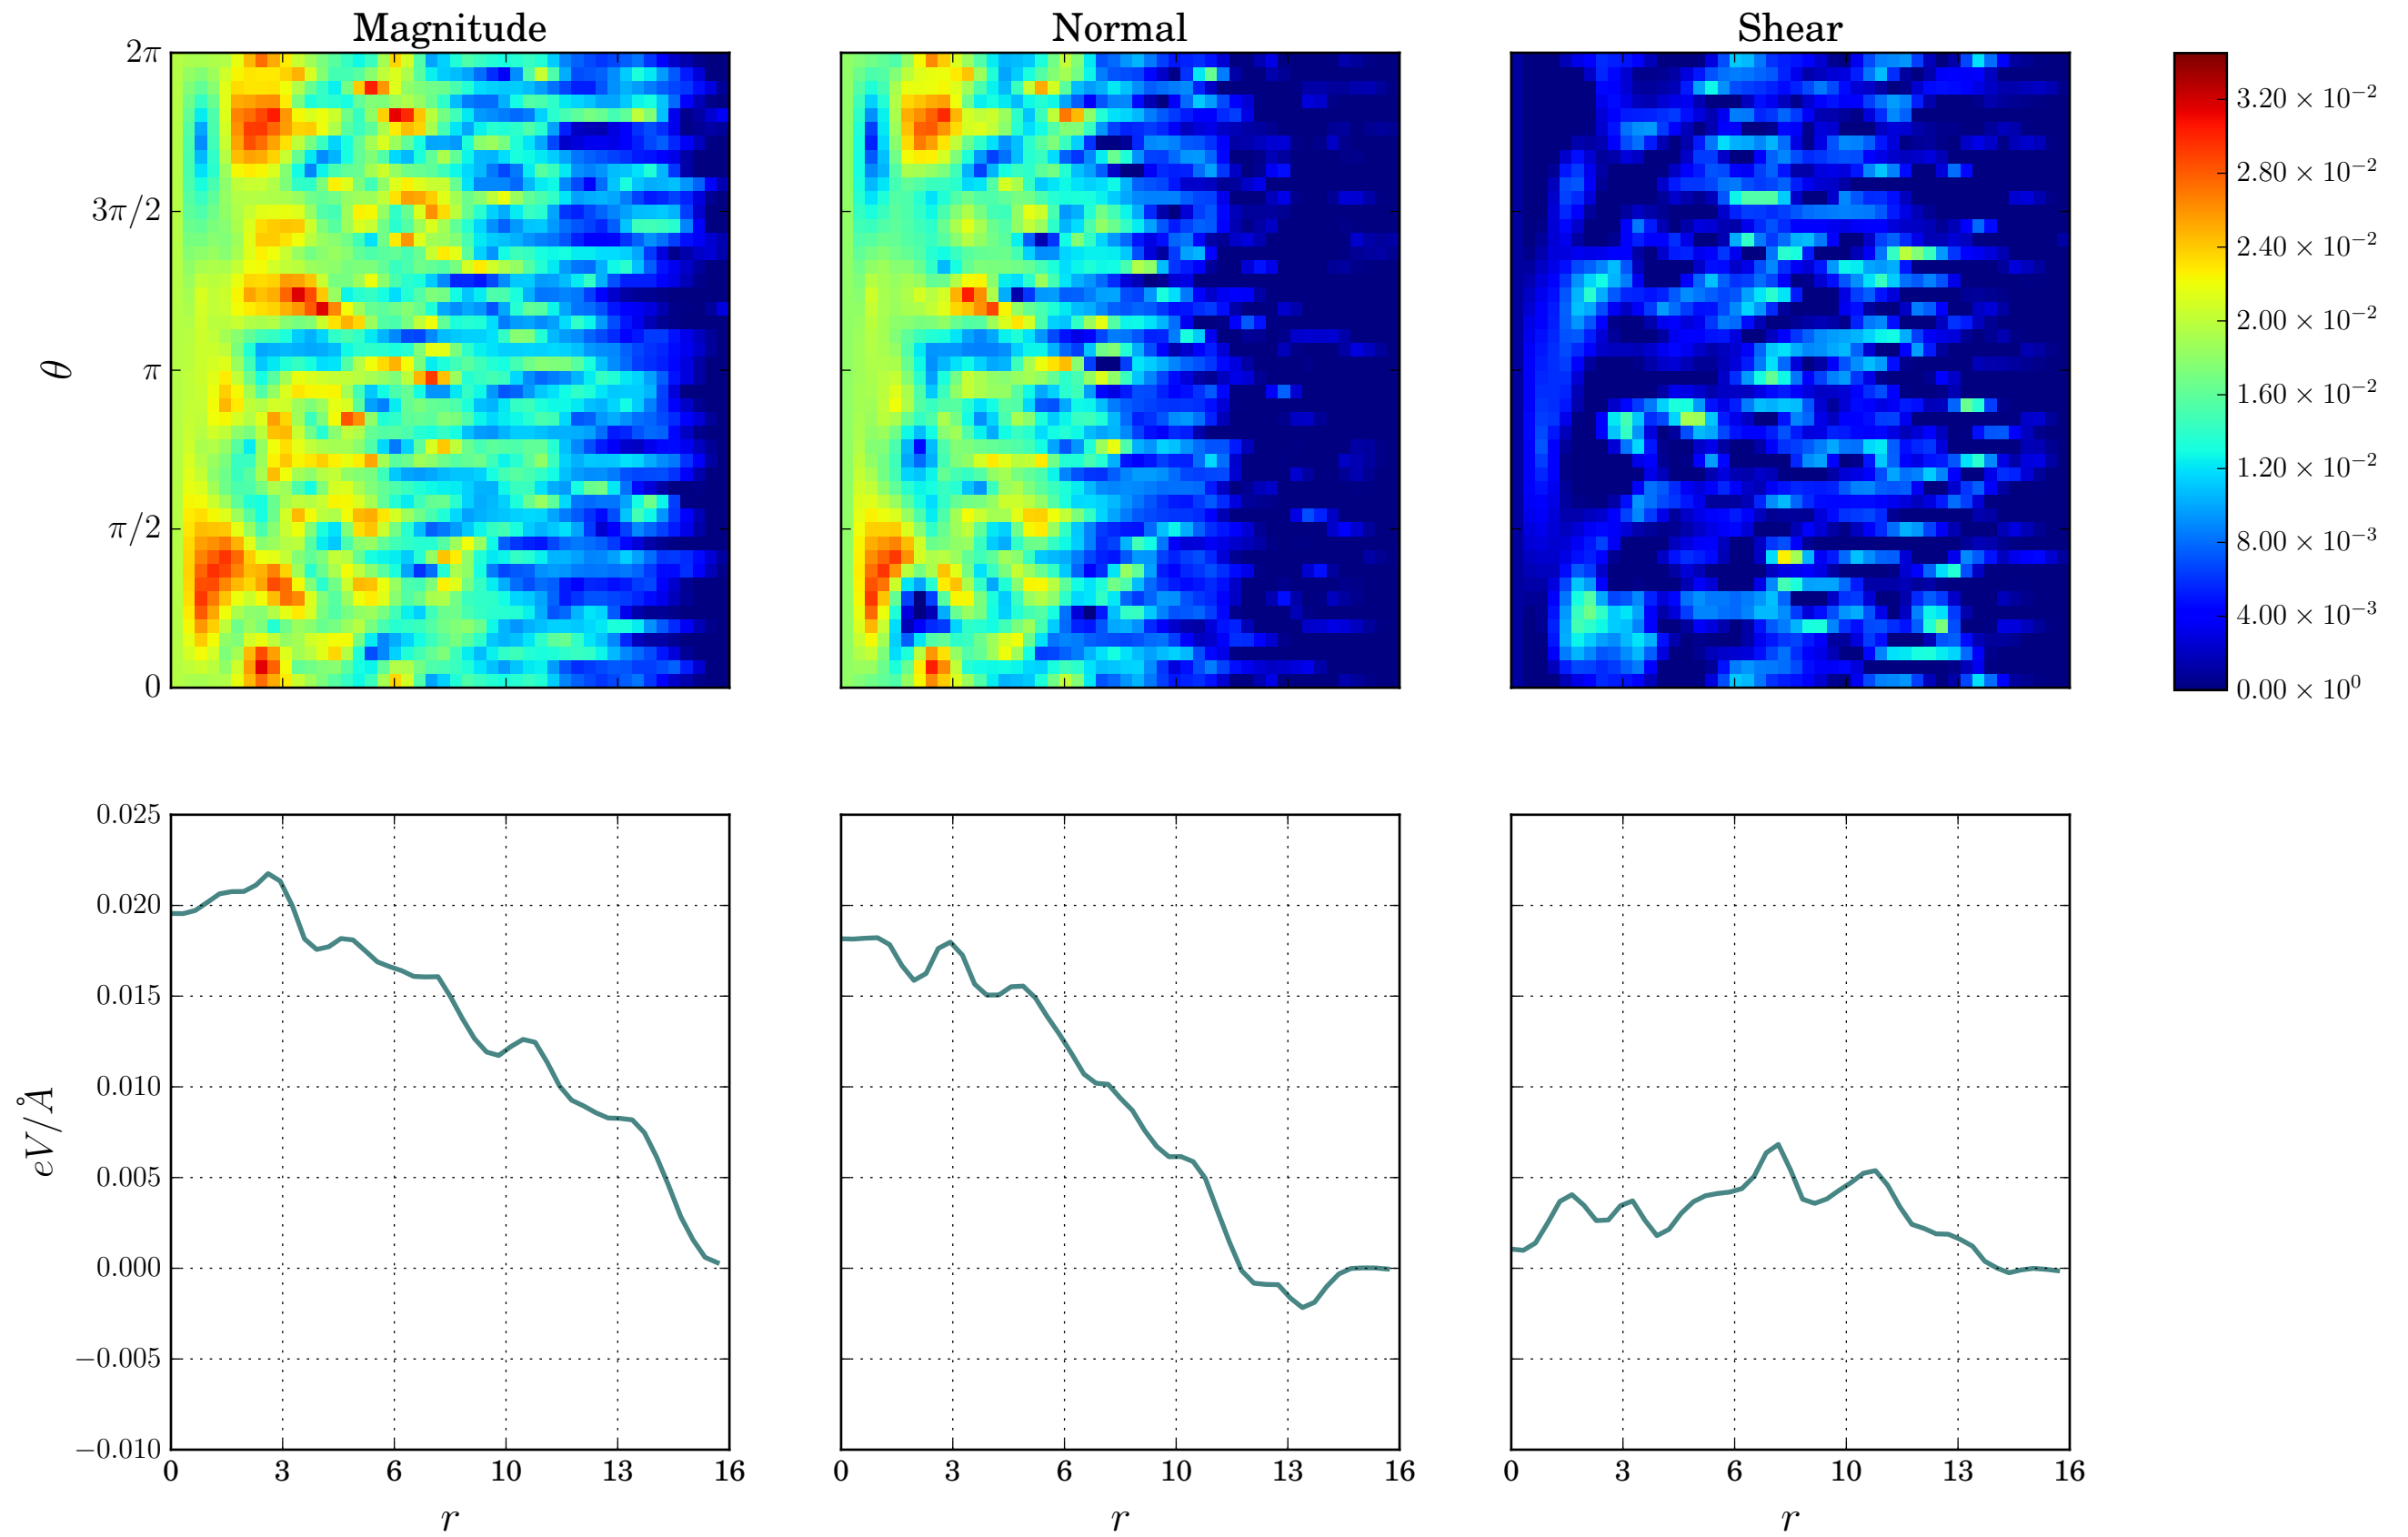 Magnitude Normal Shear
2π
3π/2
π
π/2
0
θ
3.20 × 10⁻²
2.80 × 10⁻²
2.40 × 10⁻²
2.00 × 10⁻²
1.60 × 10⁻²
1.20 × 10⁻²
8.00 × 10⁻³
4.00 × 10⁻³
0.00 × 10⁰
0.025
0.020
0.015
0.010
0.005
0.000
−0.005
−0.010
eV/Å
0 3 6 10 13 16 0 3 6 10 13 16 0 3 6 10 13 16
r r r